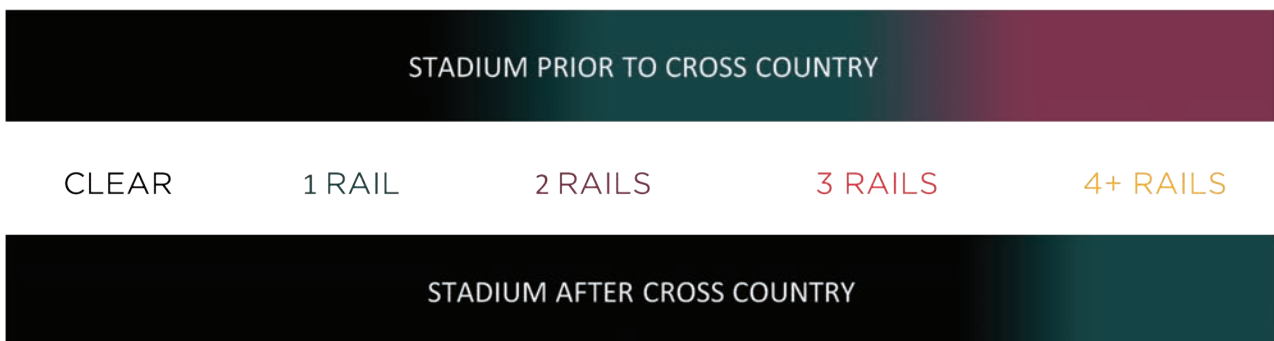 STADIUM PRIOR TO CROSS COUNTRY
CLEAR 1 RAIL 2 RAILS 3 RAILS 4+ RAILS
STADIUM AFTER CROSS COUNTRY